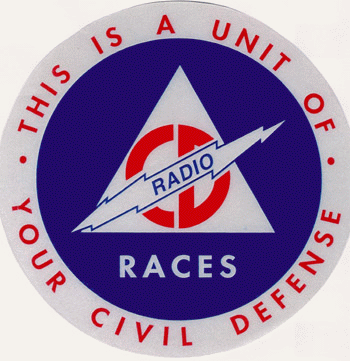 • THIS IS A UNIT OF •
CD
RADIO
RACES
YOUR CIVIL DEFENSE